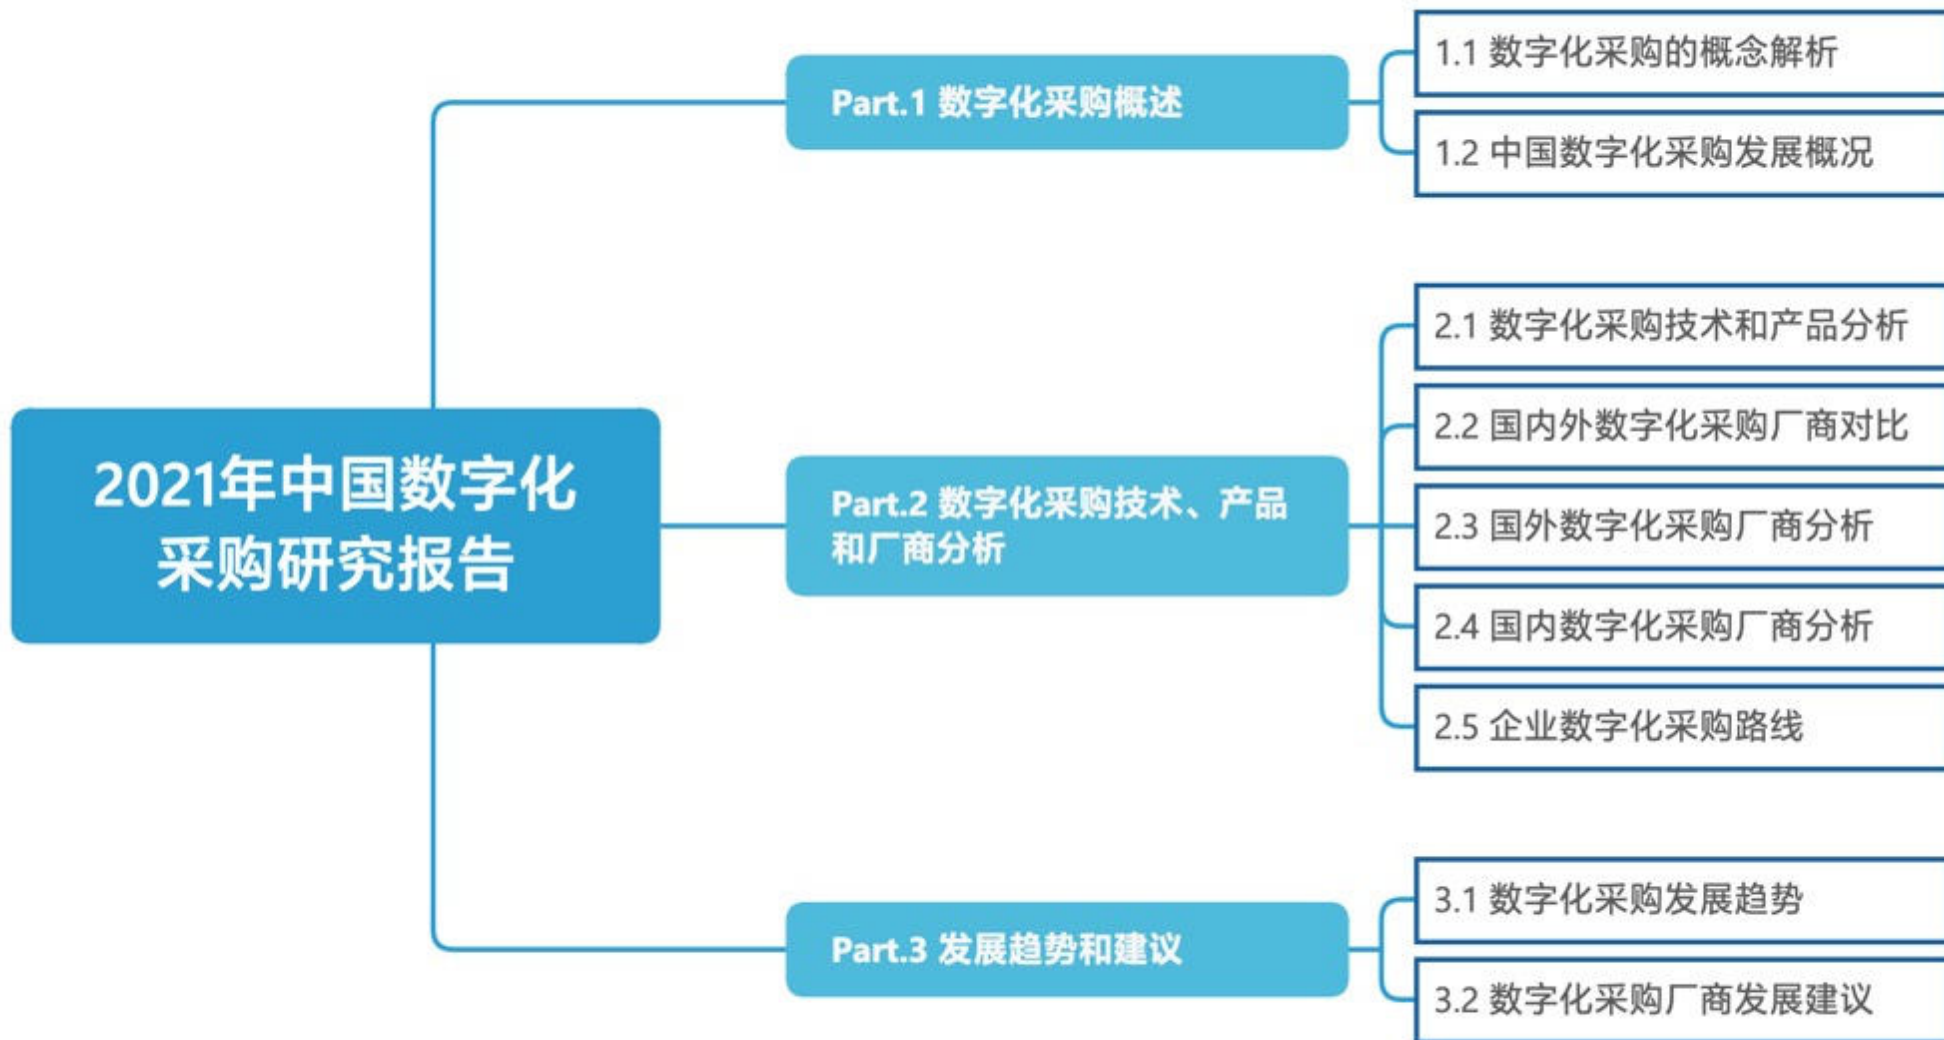 2021年中国数字化
采购研究报告
Part.1 数字化采购概述
1.1 数字化采购的概念解析
1.2 中国数字化采购发展概况
Part.2 数字化采购技术、产品
和厂商分析
2.1 数字化采购技术和产品分析
2.2 国内外数字化采购厂商对比
2.3 国外数字化采购厂商分析
2.4 国内数字化采购厂商分析
2.5 企业数字化采购路线
Part.3 发展趋势和建议
3.1 数字化采购发展趋势
3.2 数字化采购厂商发展建议